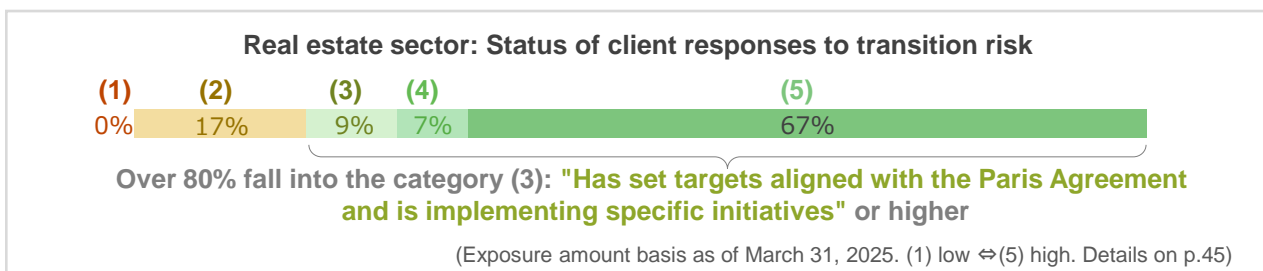 Real estate sector: Status of client responses to transition risk
(1) (2) (3) (4) (5)
0% 17% 9% 7% 67%
Over 80% fall into the category (3): "Has set targets aligned with the Paris Agreement
and is implementing specific initiatives" or higher
(Exposure amount basis as of March 31, 2025. (1) low ⇔(5) high. Details on p.45)